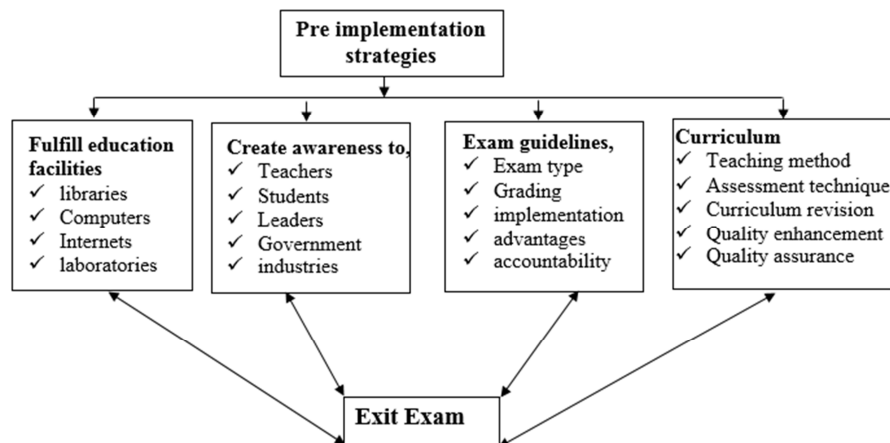 Pre implementation
strategies
Fulfill education
facilities
✓ libraries
✓ Computers
✓ Internets
✓ laboratories
Create awareness to,
✓ Teachers
✓ Students
✓ Leaders
✓ Government
✓ industries
Exam guidelines,
✓ Exam type
✓ Grading
✓ implementation
✓ advantages
✓ accountability
Curriculum
✓ Teaching method
✓ Assessment technique
✓ Curriculum revision
✓ Quality enhancement
✓ Quality assurance
Exit Exam